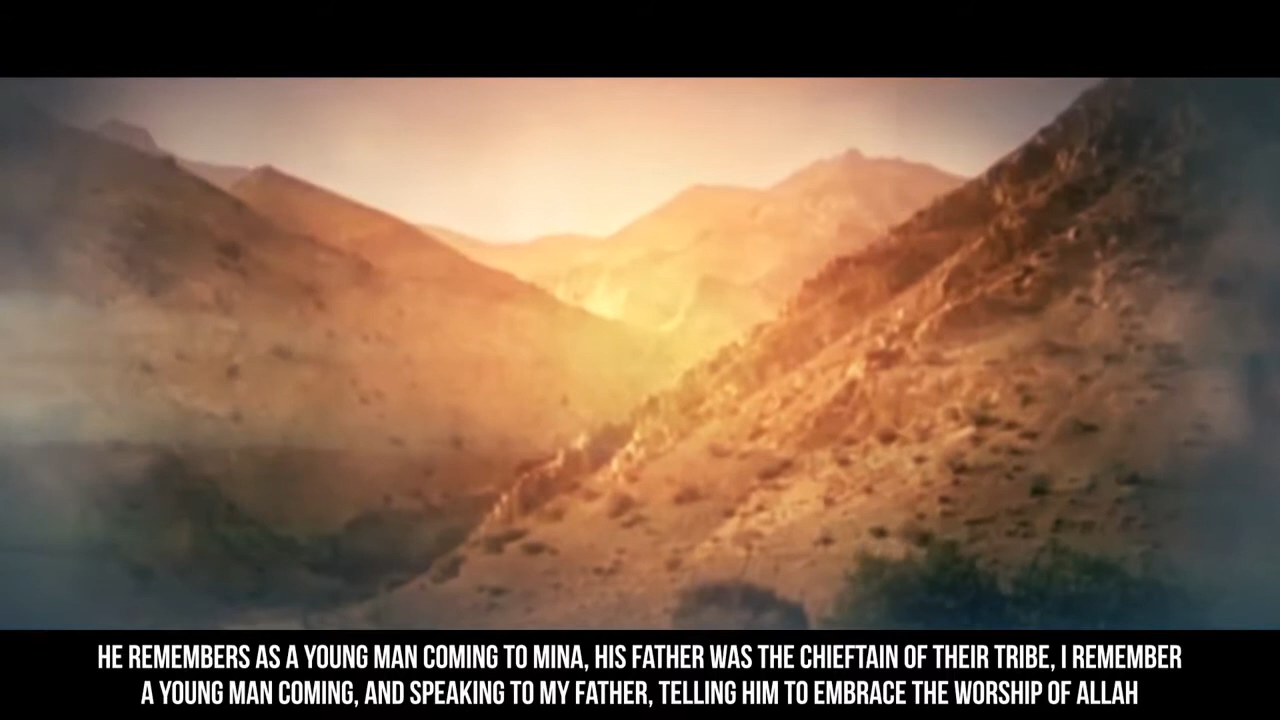 HE REMEMBERS AS A YOUNG MAN COMING TO MINA, HIS FATHER WAS THE CHIEFTAIN OF THEIR TRIBE, I REMEMBER
A YOUNG MAN COMING, AND SPEAKING TO MY FATHER, TELLING HIM TO EMBRACE THE WORSHIP OF ALLAH